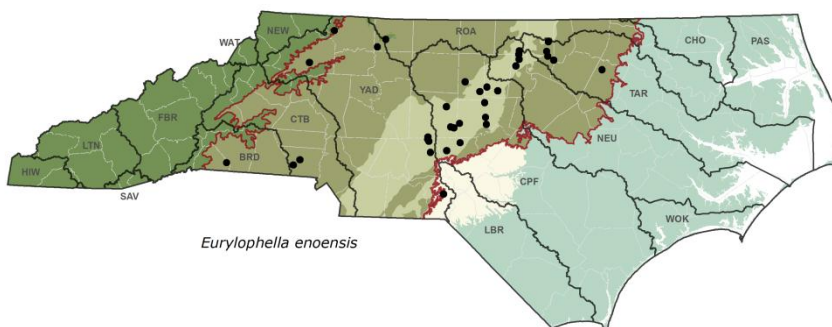 NEW
WAT
ROA
CHO
PAS
YAD
TAR
FBR
CTB
LTN
NEU
BRD
HIW
CPF
SAV
WOK
LBR
Eurylophella enoensis